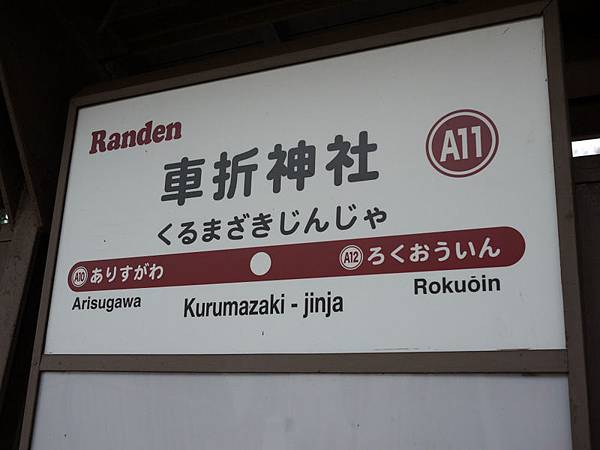 Randen
A11
車折神社
くるまざきじんじゃ
A10 ありすがわ
A12 ろくおういん
Arisugawa
Kurumazaki - jinja
Rokuōin